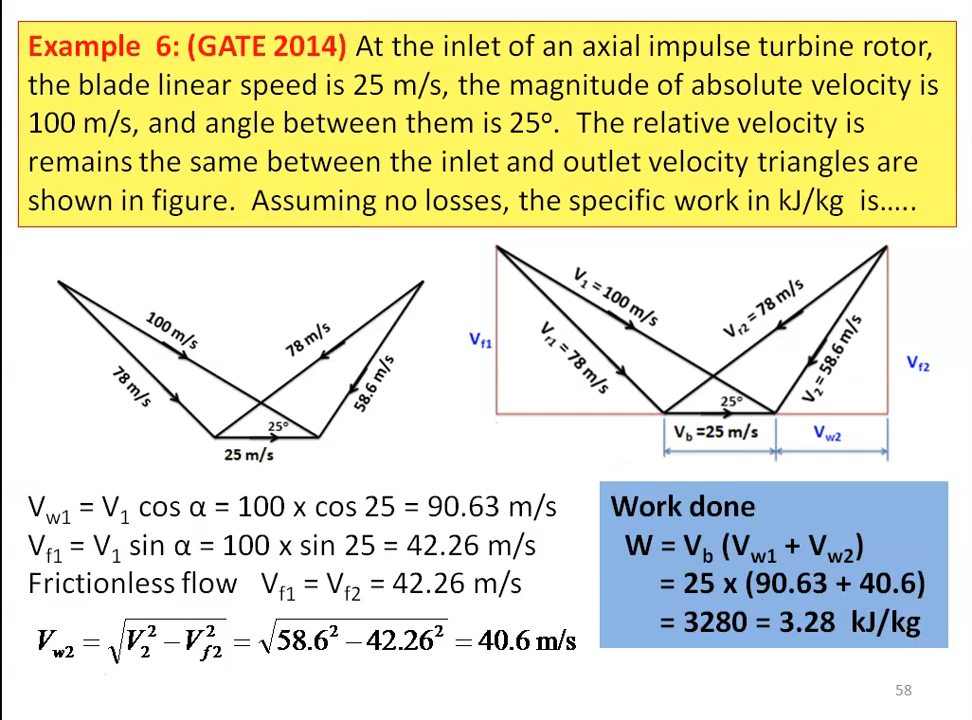 Example 6: (GATE 2014) At the inlet of an axial impulse turbine rotor,
the blade linear speed is 25 m/s, the magnitude of absolute velocity is
100 m/s, and angle between them is 25°. The relative velocity is
remains the same between the inlet and outlet velocity triangles are
shown in figure. Assuming no losses, the specific work in kJ/kg is…..
100 m/s
78 m/s
78 m/s
58.6 m/s
25°
25 m/s
V1 = 100 m/s
Vr2 = 78 m/s
Vf1
Vr1 = 78 m/s
V2 = 58.6 m/s
Vf2
25°
Vb =25 m/s
Vw2
Vw1 = V1 cos α = 100 x cos 25 = 90.63 m/s
Vf1 = V1 sin α = 100 x sin 25 = 42.26 m/s
Frictionless flow Vf1 = Vf2 = 42.26 m/s
Vw2 = √(V2² − Vf2²) = √(58.6² − 42.26²) = 40.6 m/s
Work done
W = Vb (Vw1 + Vw2)
= 25 x (90.63 + 40.6)
= 3280 = 3.28 kJ/kg
58